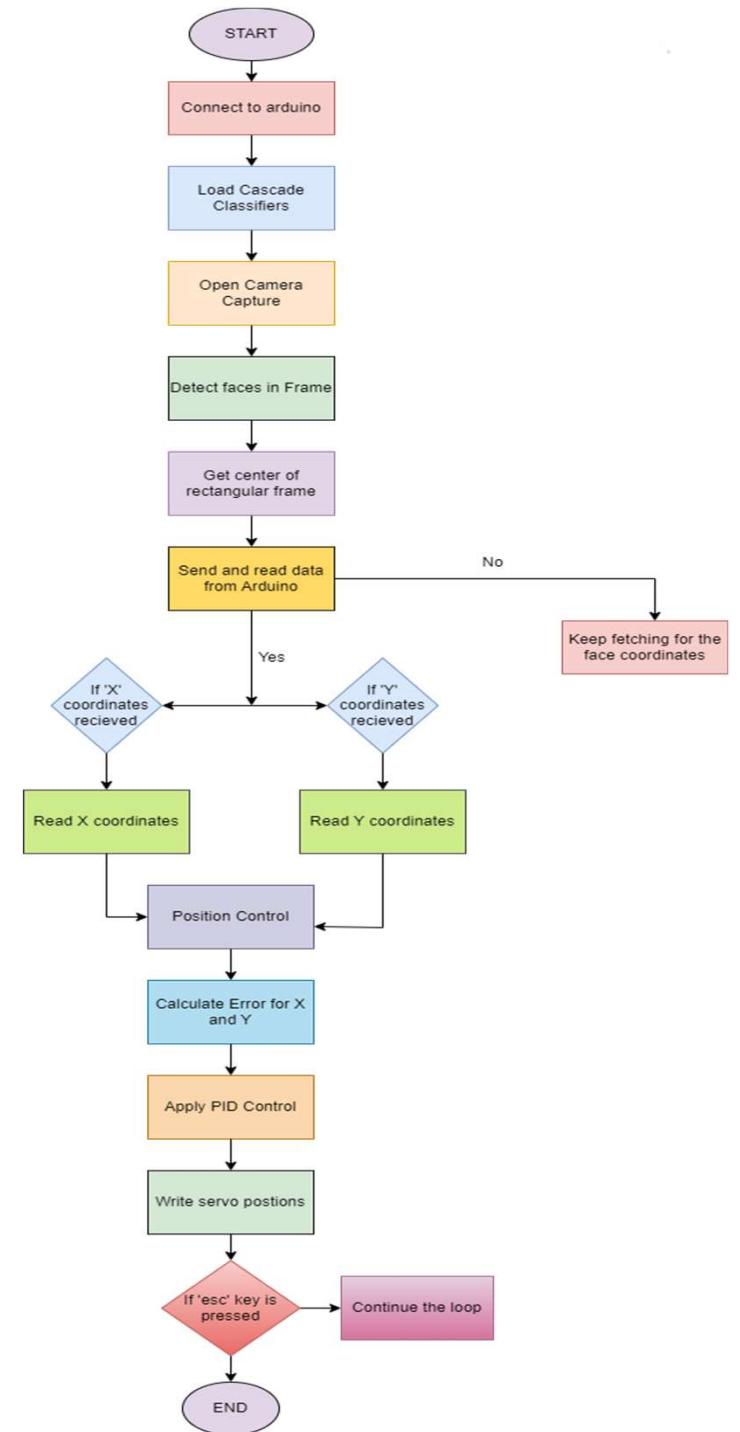 START
Connect to arduino
Load Cascade
Classifiers
Open Camera
Capture
Detect faces in Frame
Get center of
rectangular frame
Send and read data
from Arduino
No
Keep fetching for the
face coordinates
Yes
If 'X'
coordinates
recieved
If 'Y'
coordinates
recieved
Read X coordinates
Read Y coordinates
Position Control
Calculate Error for X
and Y
Apply PID Control
Write servo postions
If 'esc' key is
pressed
Continue the loop
END